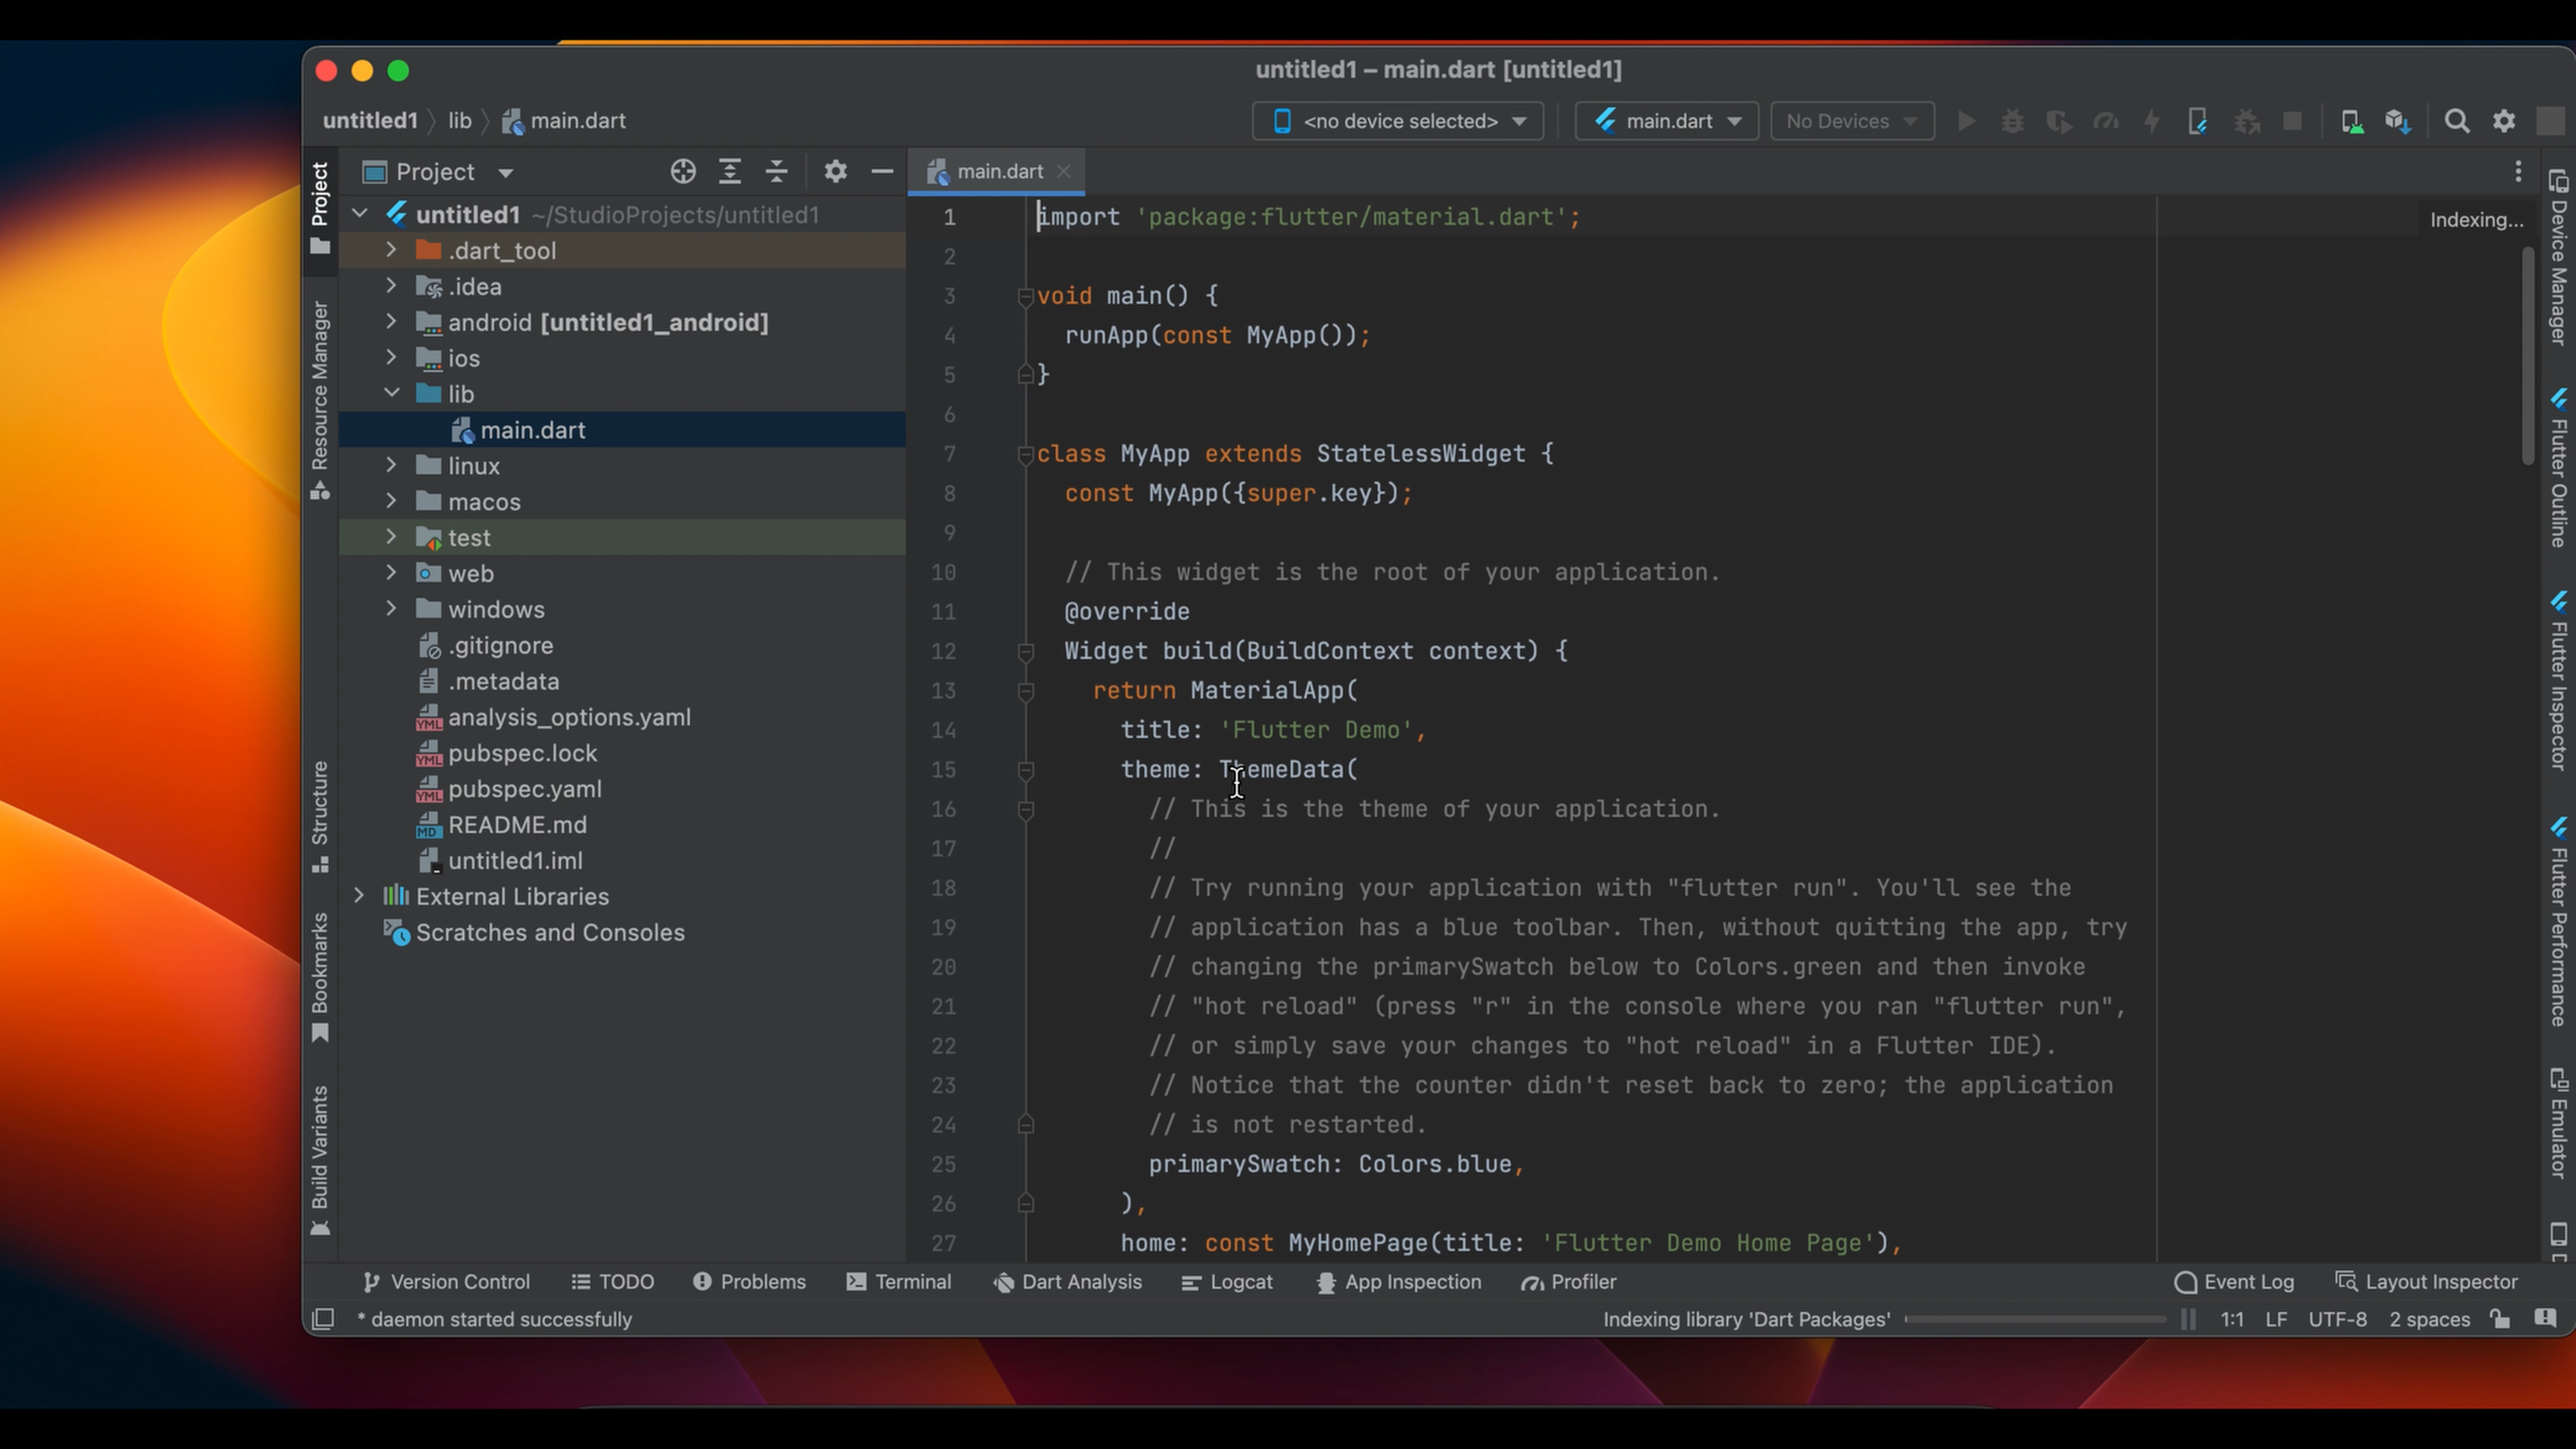 untitled1 – main.dart [untitled1]
untitled1 lib main.dart
<no device selected> main.dart No Devices
Project
main.dart
Project
Resource Manager
Structure
Bookmarks
Build Variants
untitled1 ~/StudioProjects/untitled1
.dart_tool
.idea
android [untitled1_android]
ios
lib
main.dart
linux
macos
test
web
windows
.gitignore
.metadata
analysis_options.yaml
pubspec.lock
pubspec.yaml
README.md
untitled1.iml
External Libraries
Scratches and Consoles
1 import 'package:flutter/material.dart';
2
3 void main() {
4 runApp(const MyApp());
5 }
6
7 class MyApp extends StatelessWidget {
8 const MyApp({super.key});
9
10 // This widget is the root of your application.
11 @override
12 Widget build(BuildContext context) {
13 return MaterialApp(
14 title: 'Flutter Demo',
15 theme: ThemeData(
16 // This is the theme of your application.
17 //
18 // Try running your application with "flutter run". You'll see the
19 // application has a blue toolbar. Then, without quitting the app, try
20 // changing the primarySwatch below to Colors.green and then invoke
21 // "hot reload" (press "r" in the console where you ran "flutter run",
22 // or simply save your changes to "hot reload" in a Flutter IDE).
23 // Notice that the counter didn't reset back to zero; the application
24 // is not restarted.
25 primarySwatch: Colors.blue,
26 ),
27 home: const MyHomePage(title: 'Flutter Demo Home Page'),
Indexing...
Device Manager
Flutter Outline
Flutter Inspector
Flutter Performance
Emulator
Version Control TODO Problems Terminal Dart Analysis Logcat App Inspection Profiler Event Log Layout Inspector
* daemon started successfully Indexing library 'Dart Packages' 1:1 LF UTF-8 2 spaces